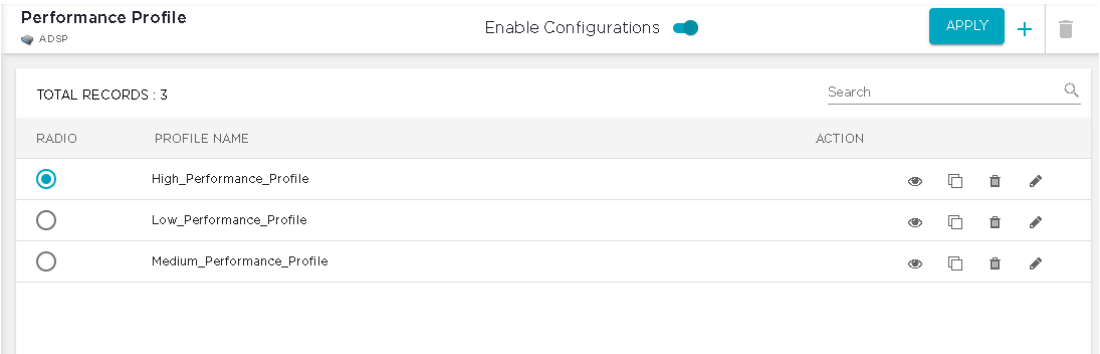 Performance Profile
ADSP
Enable Configurations
APPLY
TOTAL RECORDS : 3
Search
RADIO PROFILE NAME ACTION
High_Performance_Profile
Low_Performance_Profile
Medium_Performance_Profile